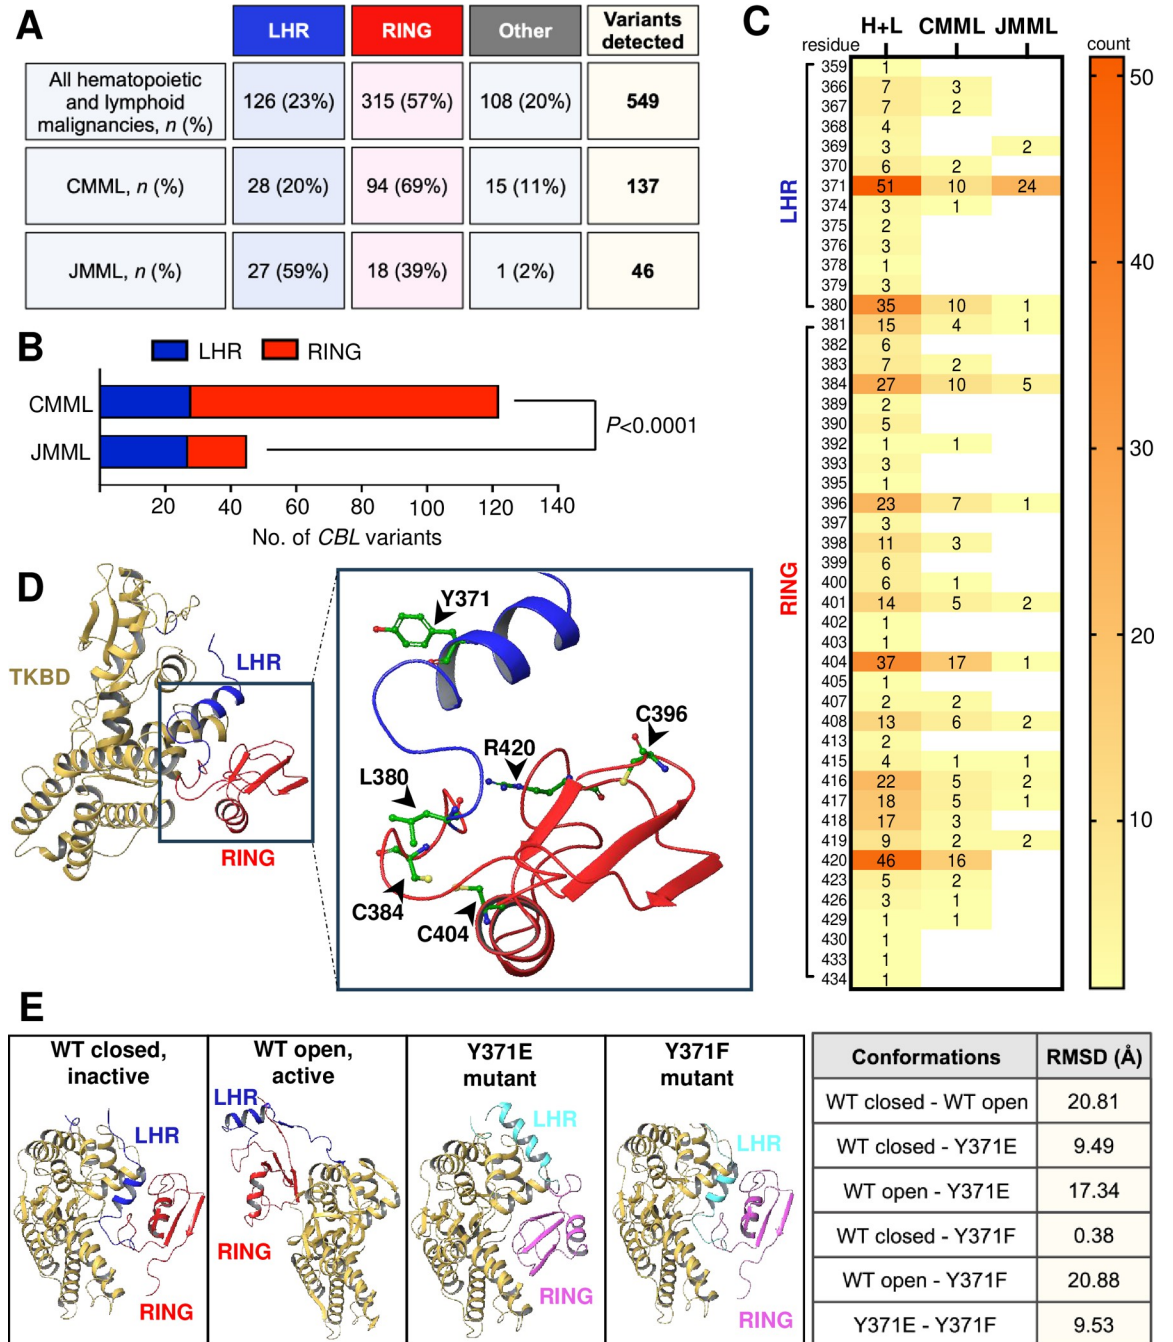 A
LHR RING Other Variants
detected
All hematopoietic
and lymphoid
malignancies, n (%)
126 (23%) 315 (57%) 108 (20%) 549
CMML, n (%) 28 (20%) 94 (69%) 15 (11%) 137
JMML, n (%) 27 (59%) 18 (39%) 1 (2%) 46
B
LHR RING
CMML
JMML
P<0.0001
20 40 60 80 100 120 140
No. of CBL variants
C
residue H+L CMML JMML count
LHR
RING
359 1
366 7 3
367 7 2
368 4
369 3 2
370 6 2
371 51 10 24
374 3 1
375 2
376 3
378 1
379 3
380 35 10 1
381 15 4 1
382 6
383 7 2
384 27 10 5
389 2
390 5
392 1 1
393 3
395 1
396 23 7 1
397 3
398 11 3
399 6
400 6 1
401 14 5 2
402 1
403 1
404 37 17 1
405 1
407 2 2
408 13 6 2
413 2
415 4 1 1
416 22 5 2
417 18 5 1
418 17 3
419 9 2 2
420 46 16
423 5 2
426 3 1
429 1 1
430 1
433 1
434 1
50
40
30
20
10
D
TKBD
LHR
RING
Y371
C396
R420
L380
C384
C404
E
WT closed,
inactive
LHR
RING
WT open,
active
LHR
RING
Y371E
mutant
LHR
RING
Y371F
mutant
LHR
RING
Conformations RMSD (Å)
WT closed - WT open 20.81
WT closed - Y371E 9.49
WT open - Y371E 17.34
WT closed - Y371F 0.38
WT open - Y371F 20.88
Y371E - Y371F 9.53